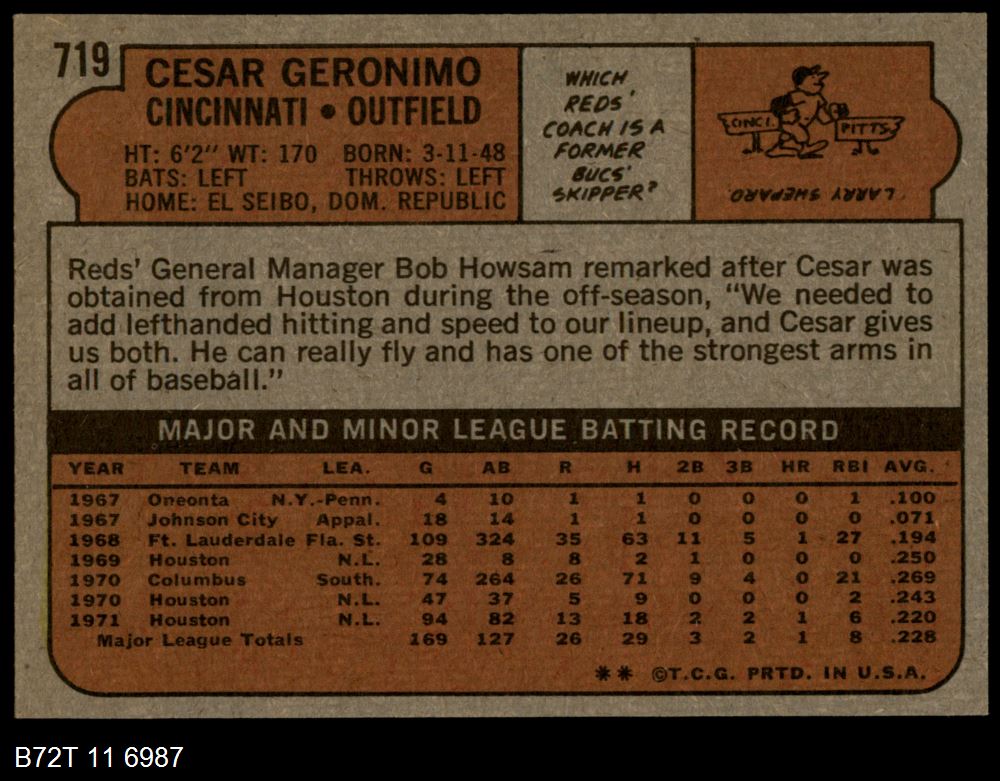 719
CESAR GERONIMO
CINCINNATI • OUTFIELD
HT: 6'2" WT: 170 BORN: 3-11-48
BATS: LEFT THROWS: LEFT
HOME: EL SEIBO, DOM. REPUBLIC
WHICH
REDS'
COACH IS A
FORMER
BUCS'
SKIPPER?
CINCI.
PITTS.
LARRY SHEPARD
Reds' General Manager Bob Howsam remarked after Cesar was
obtained from Houston during the off-season, "We needed to
add lefthanded hitting and speed to our lineup, and Cesar gives
us both. He can really fly and has one of the strongest arms in
all of baseball."
MAJOR AND MINOR LEAGUE BATTING RECORD
YEAR TEAM LEA. G AB R H 2B 3B HR RBI AVG.
1967 Oneonta N.Y.-Penn. 4 10 1 1 0 0 0 1 .100
1967 Johnson City Appal. 18 14 1 1 0 0 0 0 .071
1968 Ft. Lauderdale Fla. St. 109 324 35 63 11 5 1 27 .194
1969 Houston N.L. 28 8 8 2 1 0 0 0 .250
1970 Columbus South. 74 264 26 71 9 4 0 21 .269
1970 Houston N.L. 47 37 5 9 0 0 0 2 .243
1971 Houston N.L. 94 82 13 18 2 2 1 6 .220
Major League Totals 169 127 26 29 3 2 1 8 .228
** ©T.C.G. PRTD. IN U.S.A.
B72T 11 6987